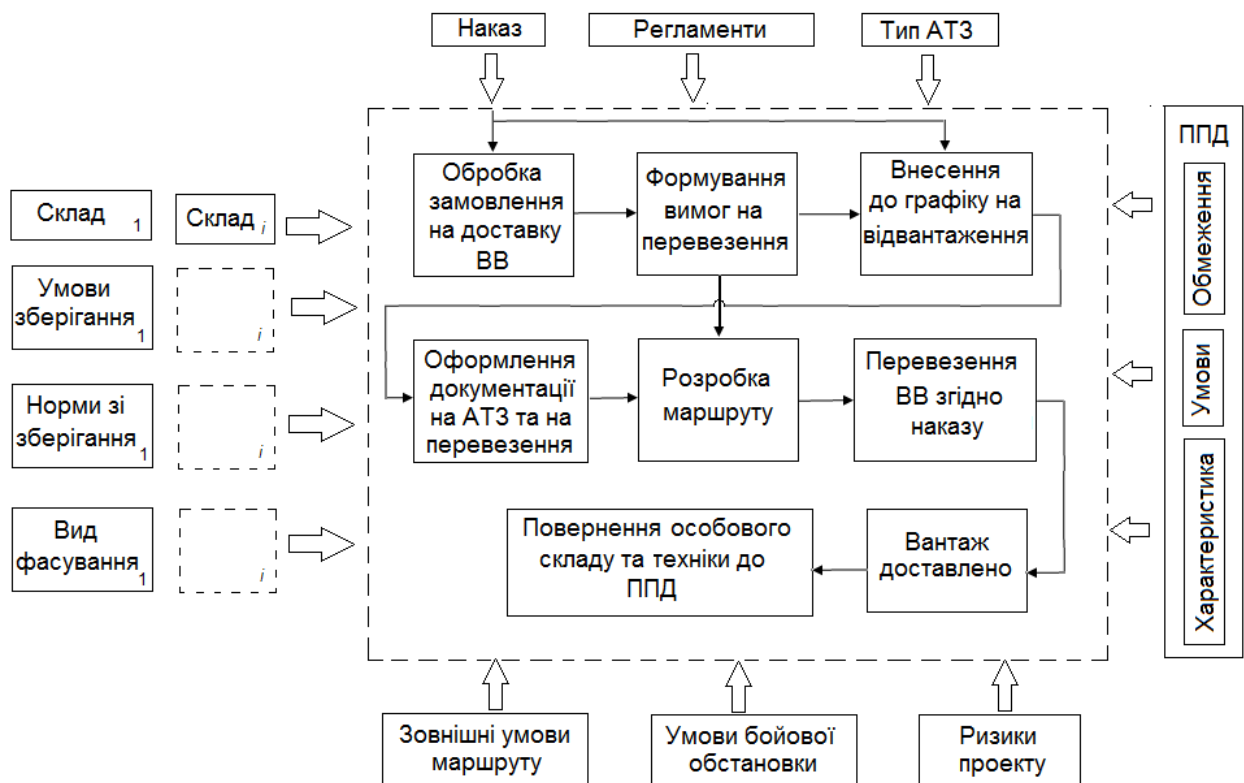 Наказ
Регламенти
Тип АТЗ
ППД
Обмеження
Умови
Характеристика
Склад 1
Склад i
Умови
зберігання 1
i
Норми зі
зберігання 1
i
Вид
фасування 1
i
Обробка
замовлення
на доставку
ВВ
Формування
вимог на
перевезення
Внесення
до графіку на
відвантаження
Оформлення
документації
на АТЗ та на
перевезення
Розробка
маршруту
Перевезення
ВВ згідно
наказу
Повернення особового
складу та техніки до
ППД
Вантаж
доставлено
Зовнішні умови
маршруту
Умови бойової
обстановки
Ризики
проекту